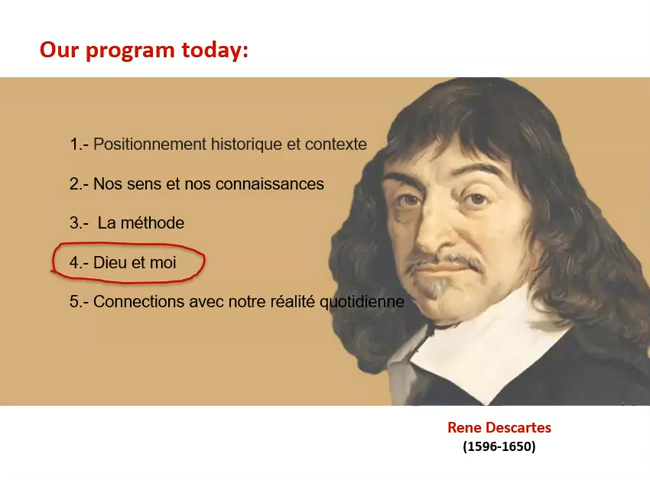 Our program today:
1.- Positionnement historique et contexte
2.- Nos sens et nos connaissances
3.- La méthode
4.- Dieu et moi
5.- Connections avec notre réalité quotidienne
Rene Descartes
(1596-1650)